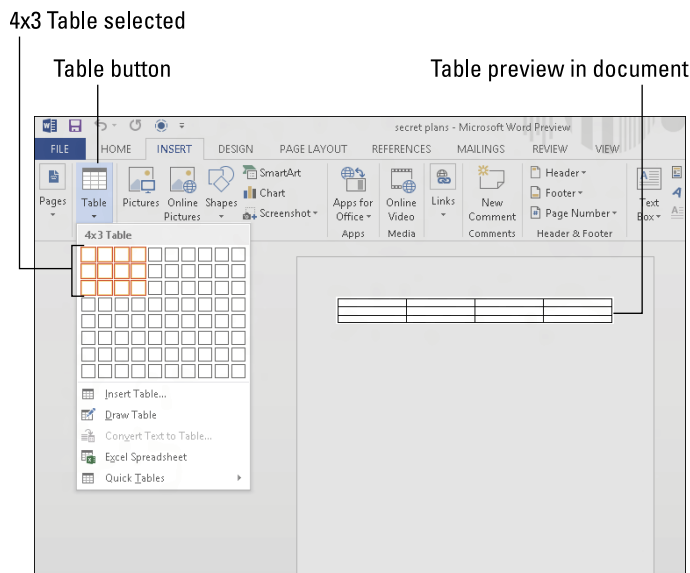 4x3 Table selected
Table button
Table preview in document
secret plans - Microsoft Word Preview
FILE HOME INSERT DESIGN PAGE LAYOUT REFERENCES MAILINGS REVIEW VIEW
Pages
Table
Pictures
Online Pictures
Shapes
SmartArt
Chart
Screenshot
Apps for Office
Apps
Online Video
Media
Links
New Comment
Comments
Header
Footer
Page Number
Header & Footer
Text Box
A
4x3 Table
Insert Table...
Draw Table
Convert Text to Table...
Excel Spreadsheet
Quick Tables